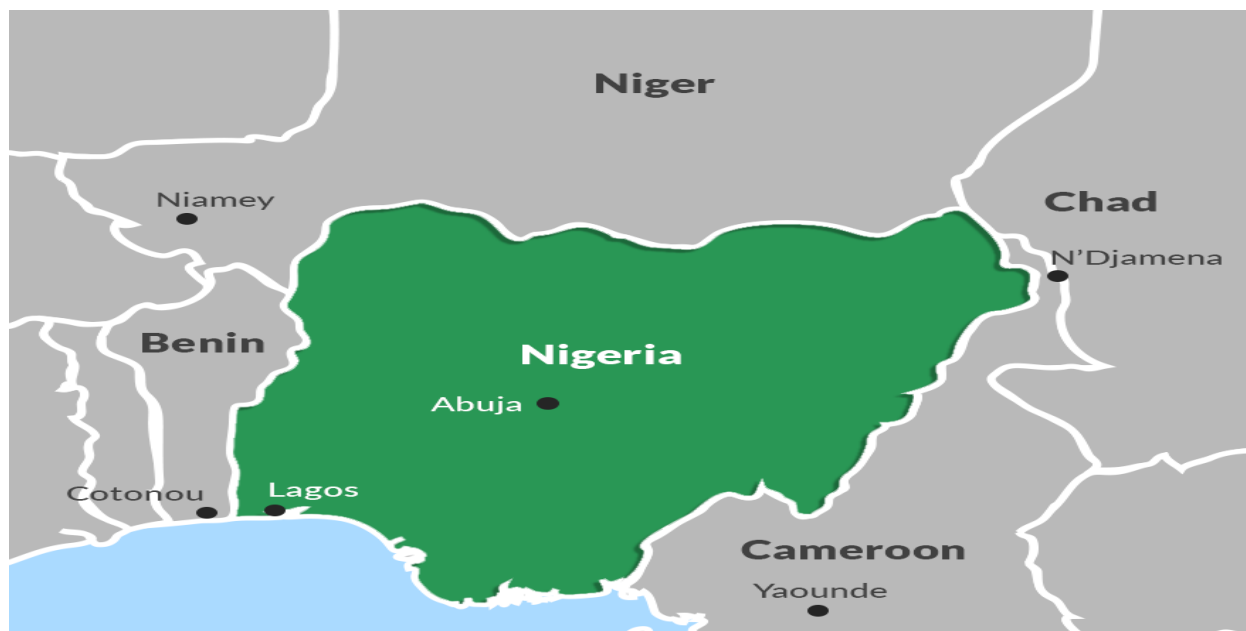 Niger
Niamey
Chad
N’Djamena
Benin
Nigeria
Abuja
Cotonou
Lagos
Cameroon
Yaounde